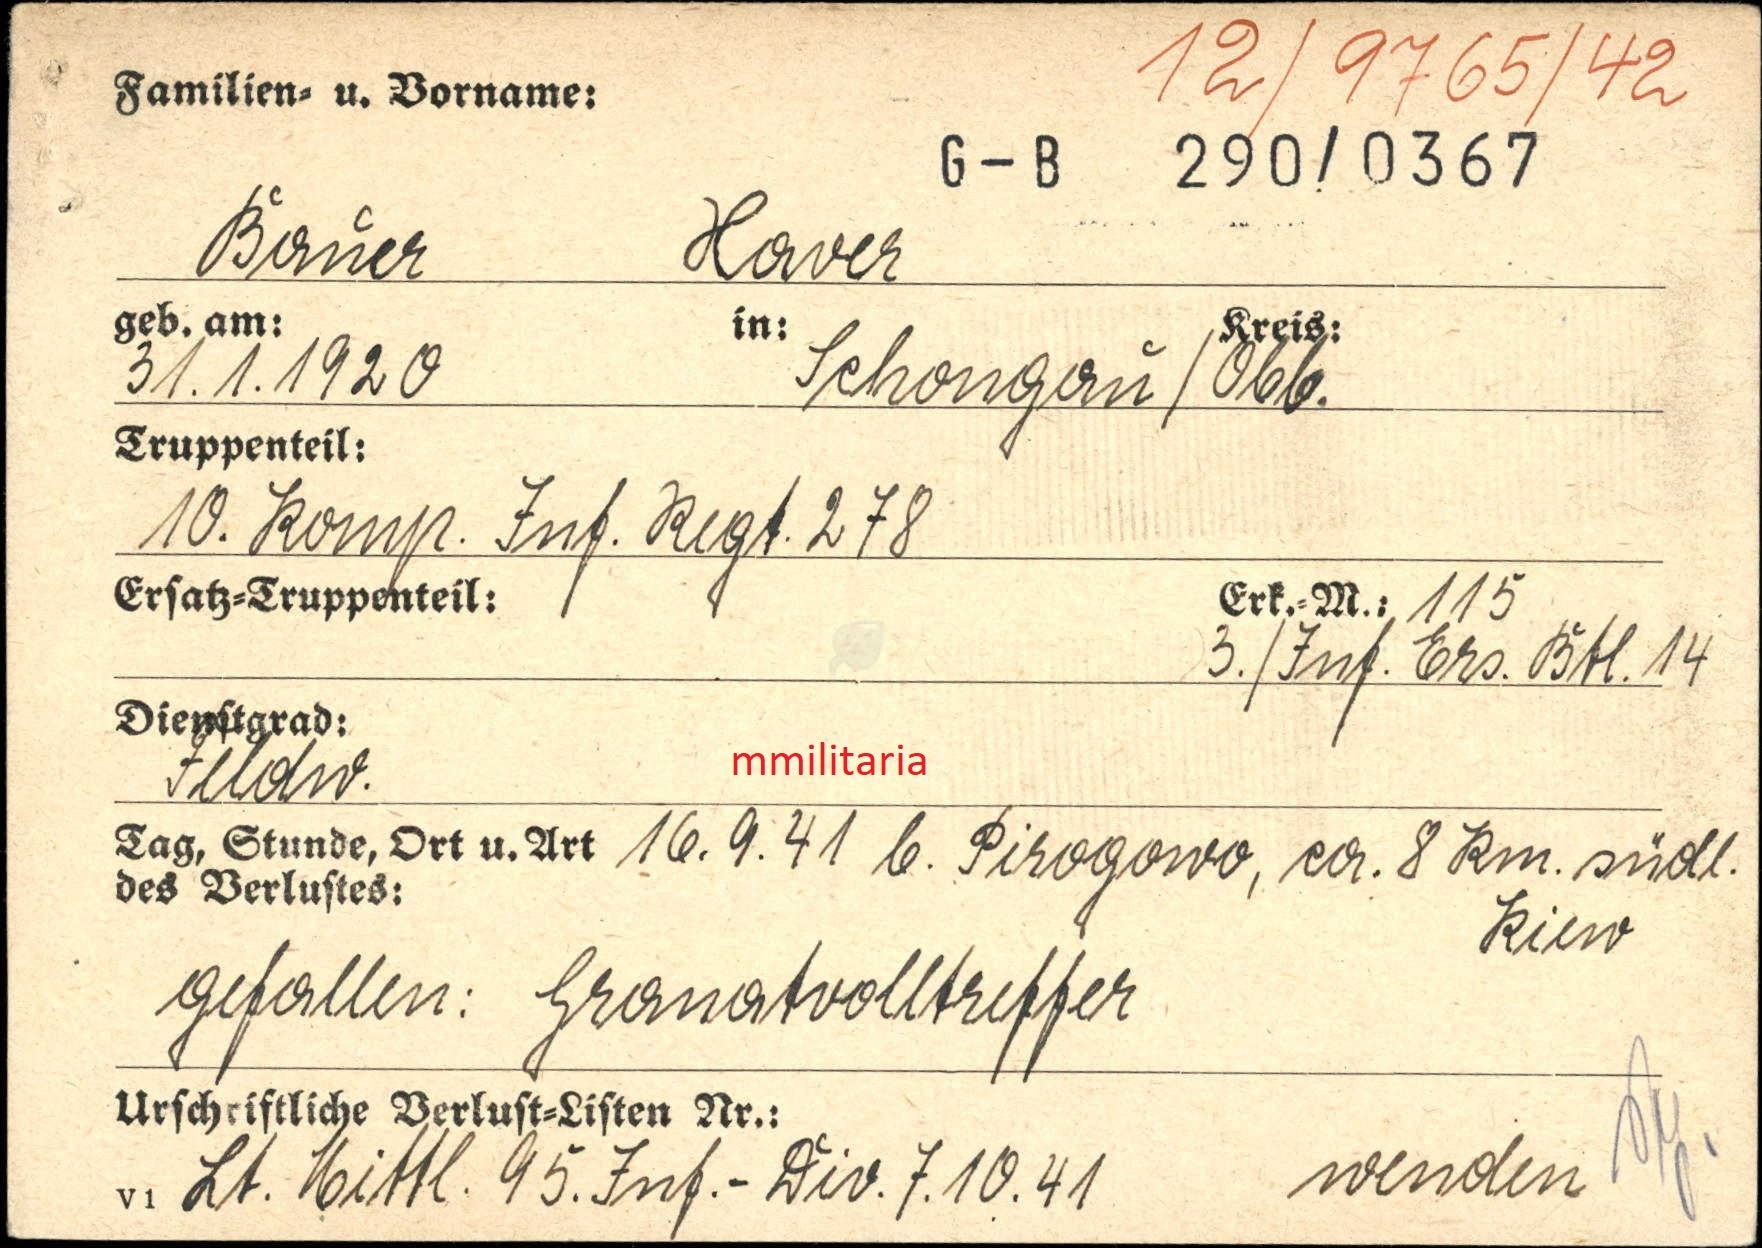 12/9765/42
Familien- u. Vorname:
G-B 290/0367
Bauer Xaver
geb. am: in: Kreis:
31.1.1920 Schongau / Obb.
Truppenteil:
10. Komp. Inf. Regt. 278
Ersatz-Truppenteil: Erk.-M.: 115
3./Inf. Ers. Btl. 14
Dienstgrad:
Feldw.
mmilitaria
Tag, Stunde, Ort u. Art 16.9.41 b. Pirogowo, ca. 8 Km. südl.
des Verlustes: Kiew
gefallen: Granatvolltreffer
Urschriftliche Verlust-Listen Nr.:
V1 Lt. Mittl. 95. Inf.-Div. 7.10.41 wenden